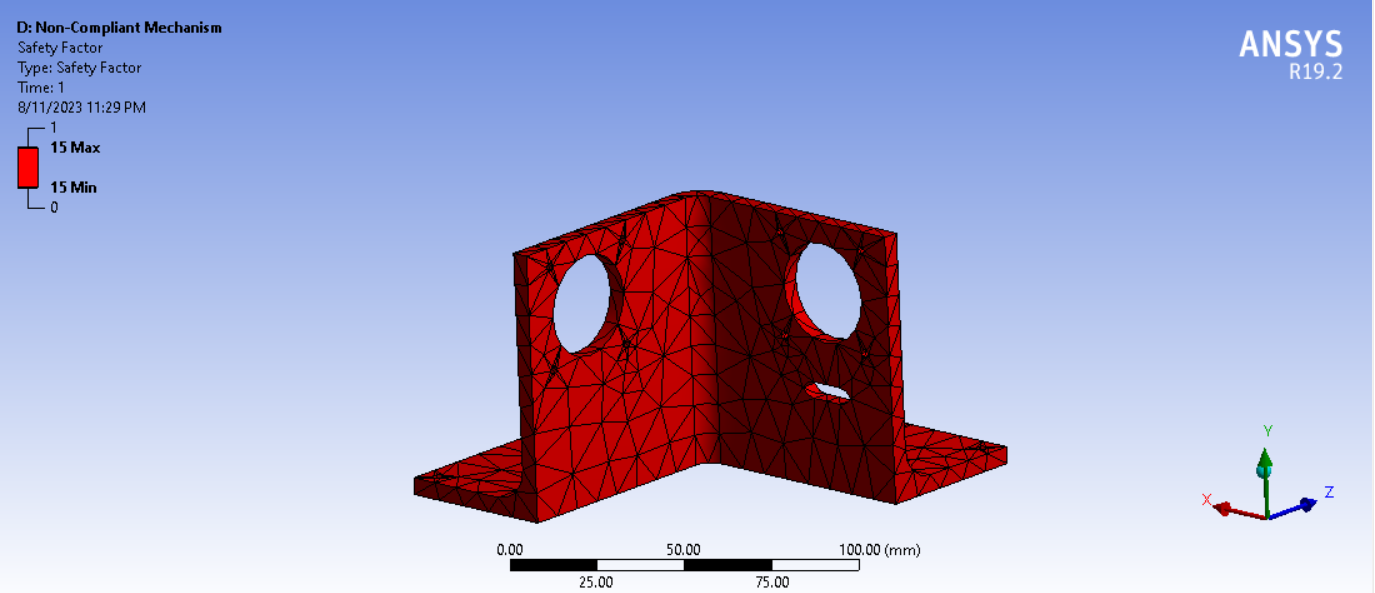 D: Non-Compliant Mechanism
Safety Factor
Type: Safety Factor
Time: 1
8/11/2023 11:29 PM
1
15 Max
15 Min
0
ANSYS
R19.2
0.00 50.00 100.00 (mm)
25.00 75.00
Y
X
Z